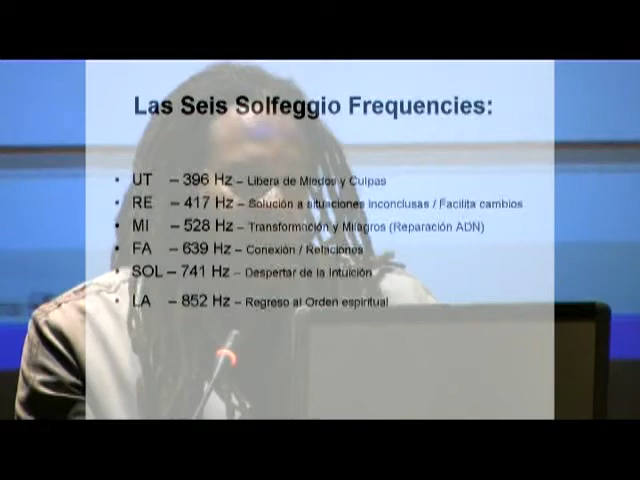 Las Seis Solfeggio Frequencies:
• UT – 396 Hz – Libera de Miedos y Culpas
• RE – 417 Hz – Solución a situaciones inconclusas / Facilita cambios
• MI – 528 Hz – Transformación y Milagros (Reparación ADN)
• FA – 639 Hz – Conexión / Relaciones
• SOL – 741 Hz – Despertar de la Intuición
• LA – 852 Hz – Regreso al Orden espiritual